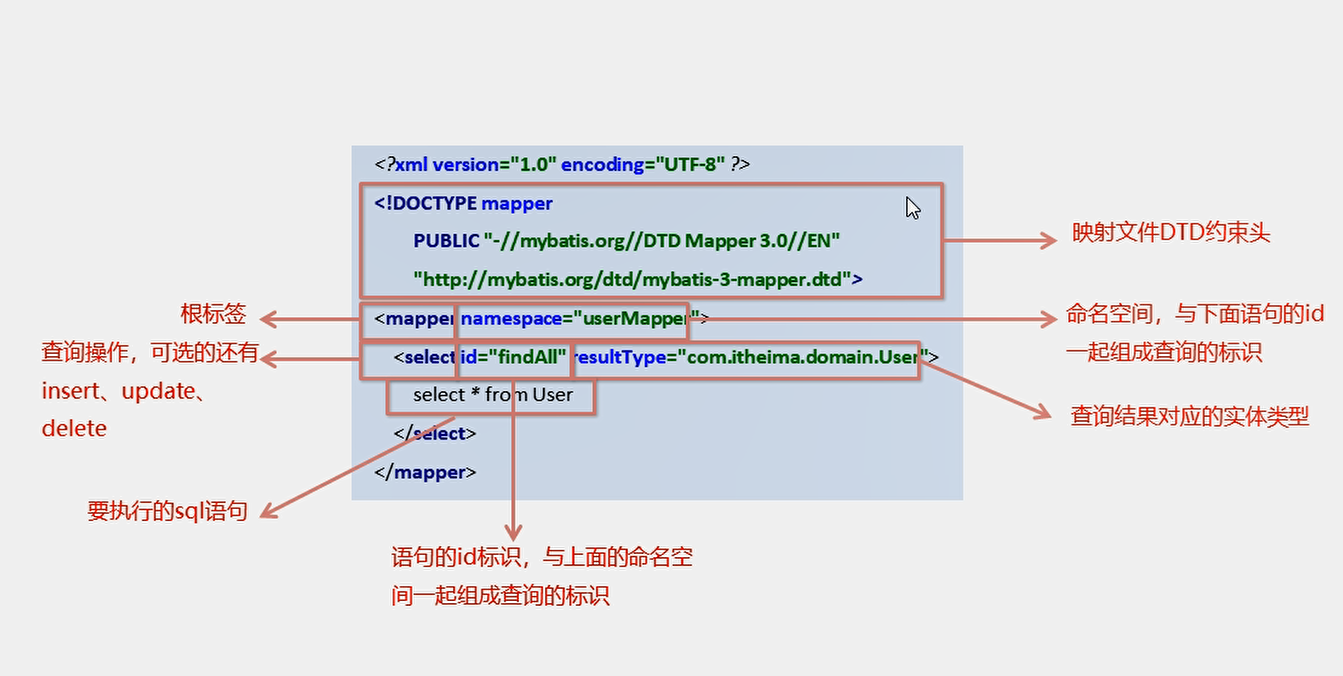 <?xml version="1.0" encoding="UTF-8" ?>
<!DOCTYPE mapper
PUBLIC "-//mybatis.org//DTD Mapper 3.0//EN"
"http://mybatis.org/dtd/mybatis-3-mapper.dtd">
<mapper namespace="userMapper">
<select id="findAll" resultType="com.itheima.domain.User">
select * from User
</select>
</mapper>
映射文件DTD约束头
根标签
命名空间，与下面语句的id
一起组成查询的标识
查询操作，可选的还有
insert、update、
delete
查询结果对应的实体类型
要执行的sql语句
语句的id标识，与上面的命名空
间一起组成查询的标识